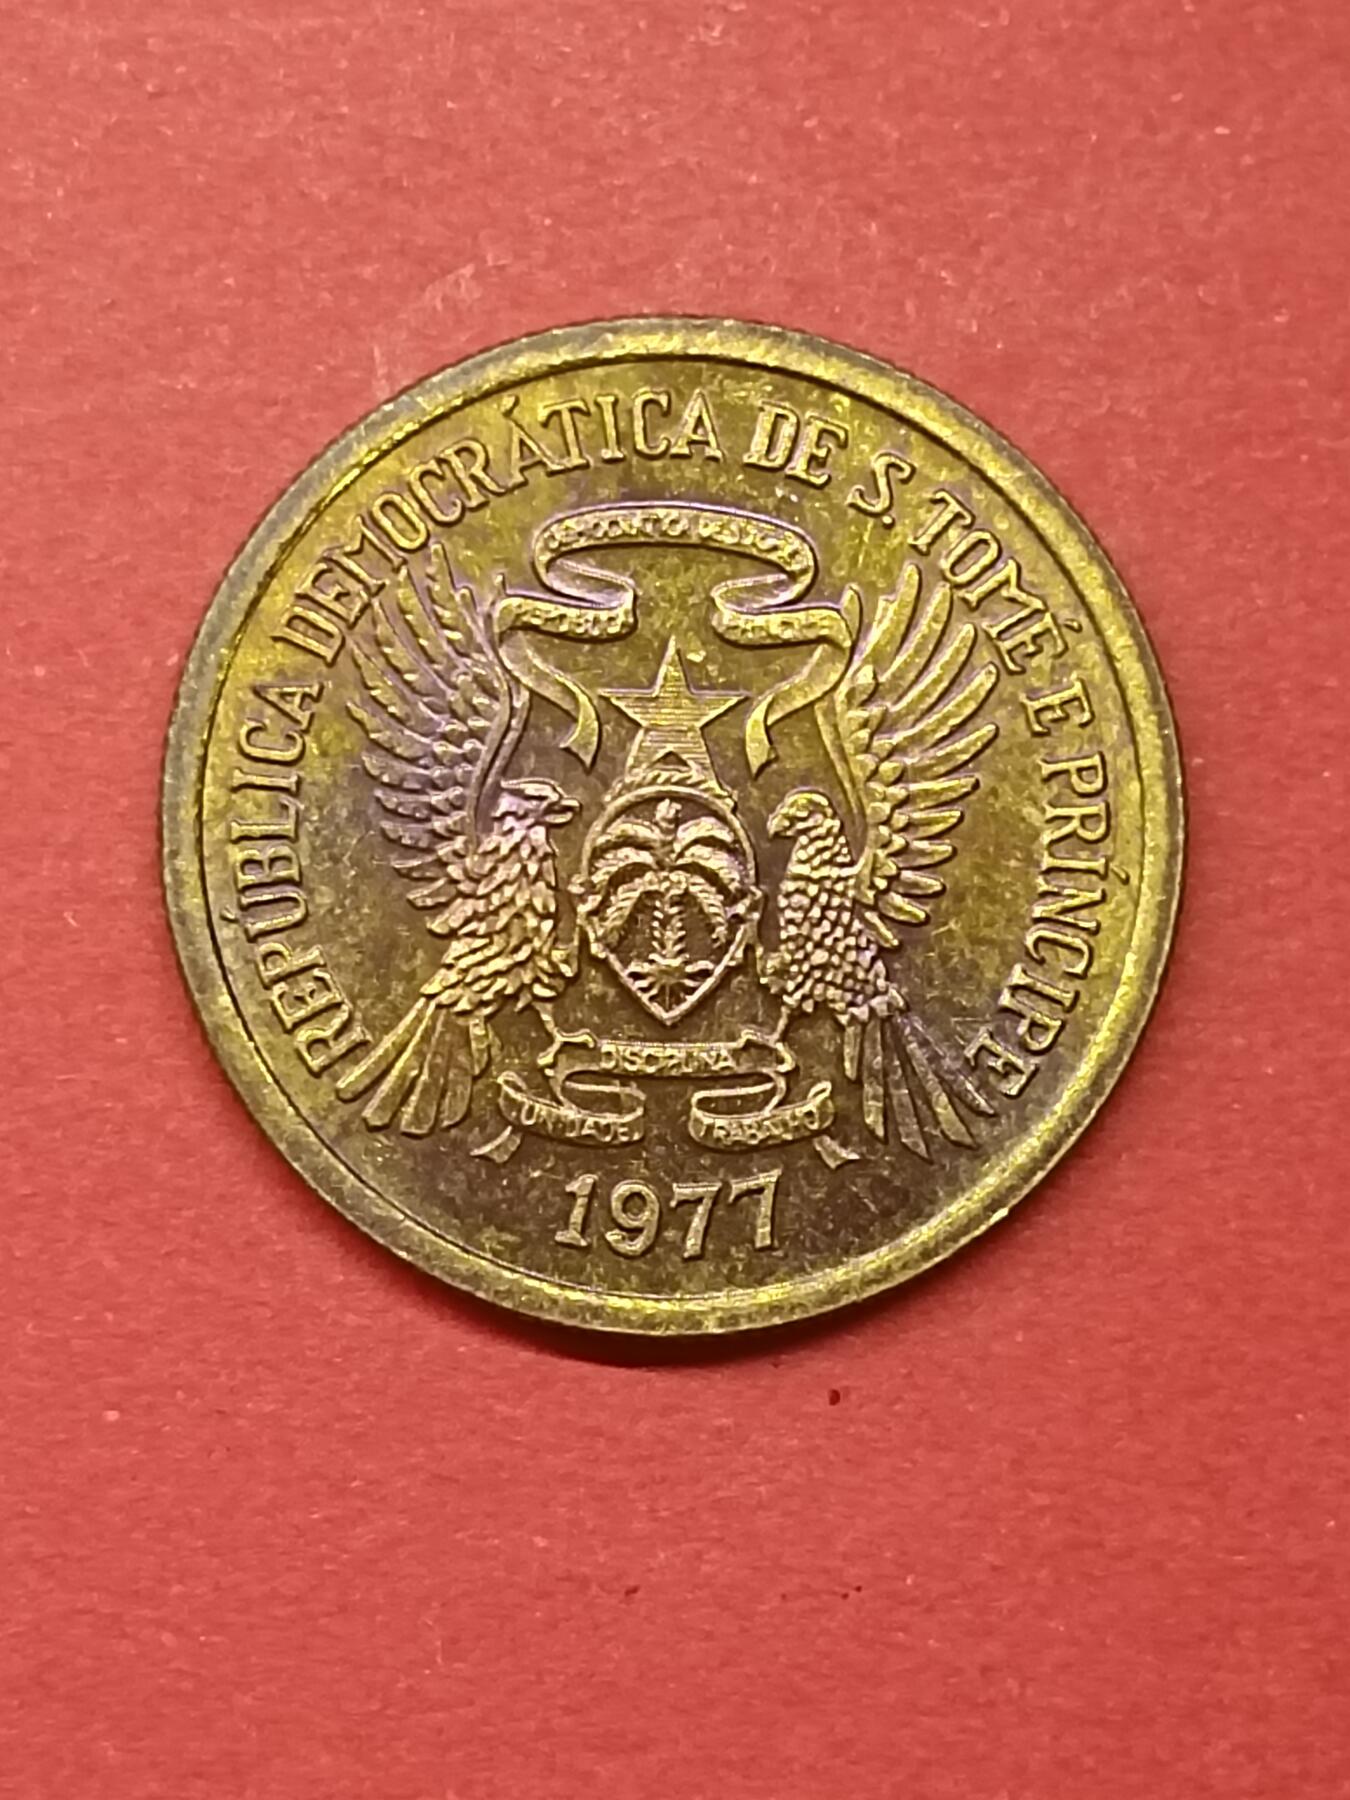 REPÚBLICA DEMOCRÁTICA DE S. TOMÉ E PRÍNCIPE
DISCIPLINA
UNIDADE TRABALHO
1977